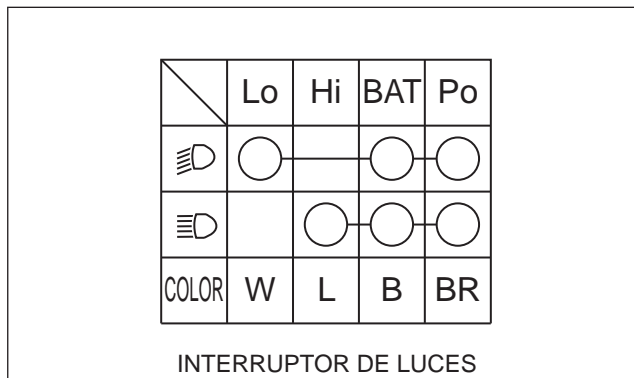 Lo Hi BAT Po
COLOR W L B BR
INTERRUPTOR DE LUCES